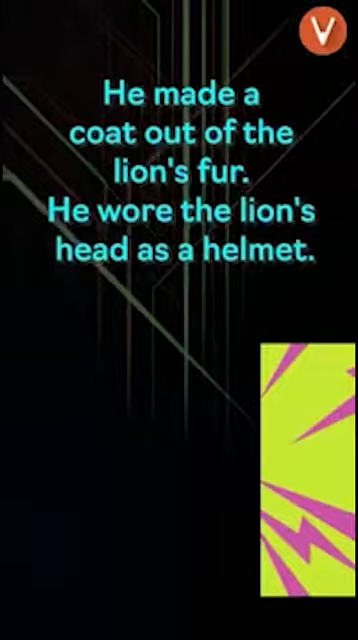 V
He made a
coat out of the
lion's fur.
He wore the lion's
head as a helmet.